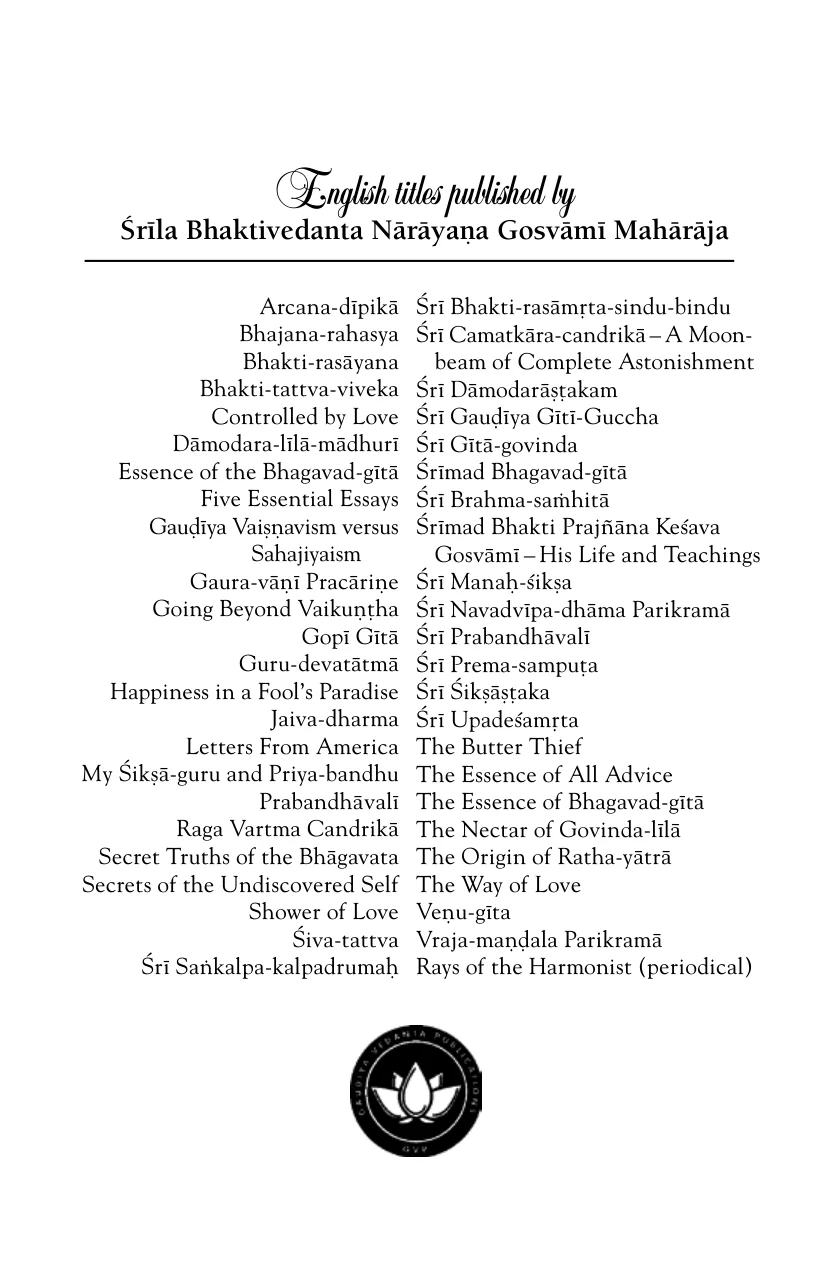 English titles published by
Śrīla Bhaktivedanta Nārāyaṇa Gosvāmī Mahārāja
Arcana-dīpikā
Bhajana-rahasya
Bhakti-rasāyana
Bhakti-tattva-viveka
Controlled by Love
Dāmodara-līlā-mādhurī
Essence of the Bhagavad-gītā
Five Essential Essays
Gauḍīya Vaiṣṇavism versus
Sahajiyaism
Gaura-vāṇī Pracāriṇe
Going Beyond Vaikuṇṭha
Gopī Gītā
Guru-devatātmā
Happiness in a Fool’s Paradise
Jaiva-dharma
Letters From America
My Śikṣā-guru and Priya-bandhu
Prabandhāvalī
Raga Vartma Candrikā
Secret Truths of the Bhāgavata
Secrets of the Undiscovered Self
Shower of Love
Śiva-tattva
Śrī Saṅkalpa-kalpadrumaḥ
Śrī Bhakti-rasāmṛta-sindu-bindu
Śrī Camatkāra-candrikā – A Moon-
beam of Complete Astonishment
Śrī Dāmodarāṣṭakam
Śrī Gauḍīya Gītī-Guccha
Śrī Gītā-govinda
Śrīmad Bhagavad-gītā
Śrī Brahma-saṁhitā
Śrīmad Bhakti Prajñāna Keśava
Gosvāmī – His Life and Teachings
Śrī Manaḥ-śikṣa
Śrī Navadvīpa-dhāma Parikramā
Śrī Prabandhāvalī
Śrī Prema-sampuṭa
Śrī Śikṣāṣṭaka
Śrī Upadeśamṛta
The Butter Thief
The Essence of All Advice
The Essence of Bhagavad-gītā
The Nectar of Govinda-līlā
The Origin of Ratha-yātrā
The Way of Love
Veṇu-gīta
Vraja-maṇḍala Parikramā
Rays of the Harmonist (periodical)
GAUDIYA VEDANTA PUBLICATIONS
GVP